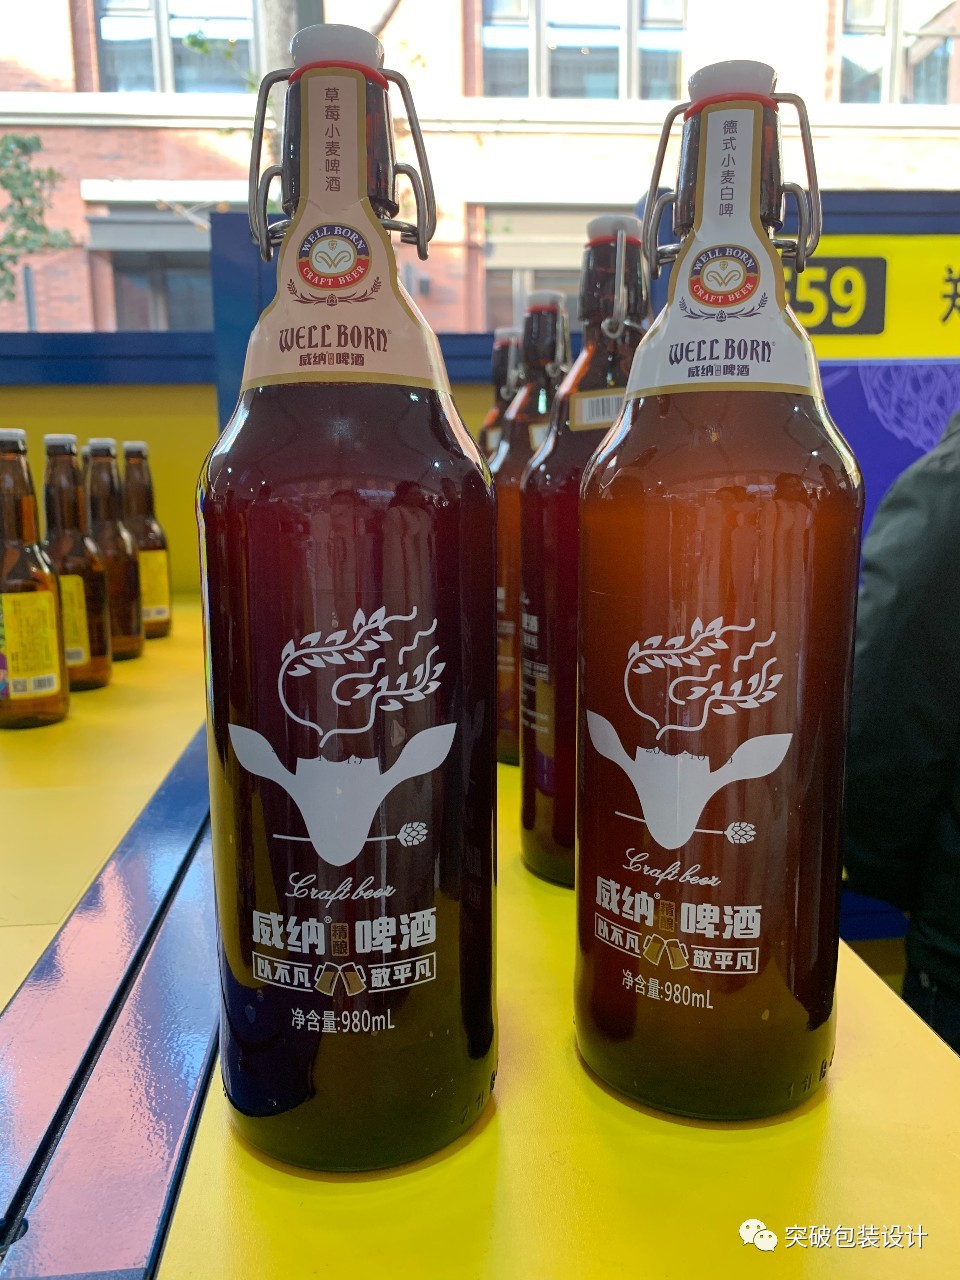 草莓小麦啤酒
WELL BORN
CRAFT BEER
WELL BORN®
威纳精酿啤酒
Craft beer
威纳®精酿啤酒
以不凡 敬平凡
净含量:980mL
德式小麦白啤
WELL BORN
CRAFT BEER
WELL BORN®
威纳精酿啤酒
Craft beer
威纳®精酿啤酒
以不凡 敬平凡
净含量:980mL
559
郑
突破包装设计